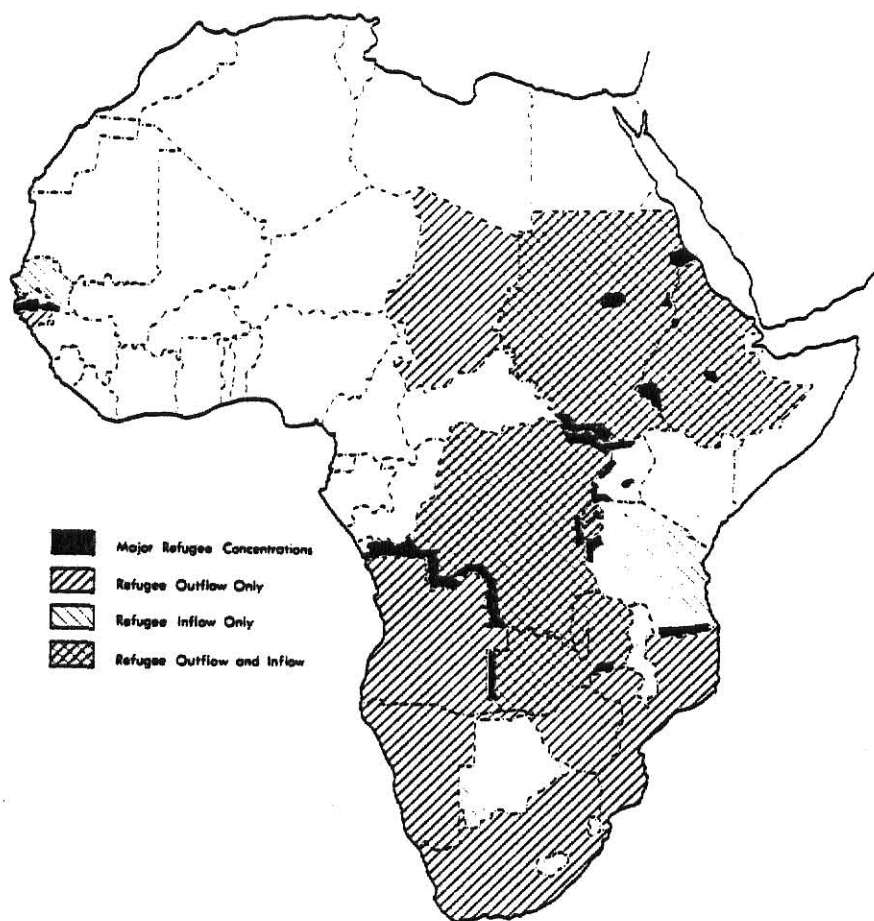 Major Refugee Concentrations
Refugee Outflow Only
Refugee Inflow Only
Refugee Outflow and Inflow